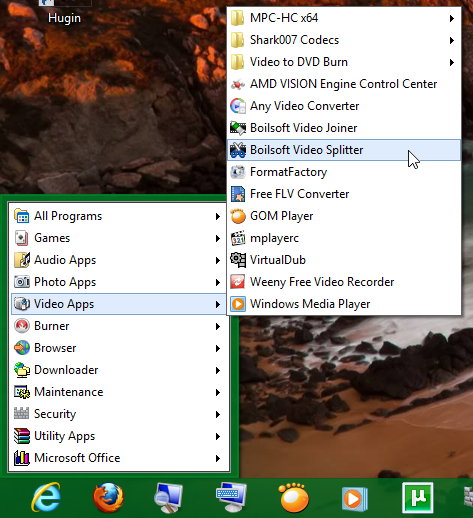 Hugin
MPC-HC x64
Shark007 Codecs
Video to DVD Burn
AMD VISION Engine Control Center
Any Video Converter
Boilsoft Video Joiner
Boilsoft Video Splitter
FormatFactory
Free FLV Converter
GOM Player
mplayerc
VirtualDub
Weeny Free Video Recorder
Windows Media Player
All Programs
Games
Audio Apps
Photo Apps
Video Apps
Burner
Browser
Downloader
Maintenance
Security
Utility Apps
Microsoft Office